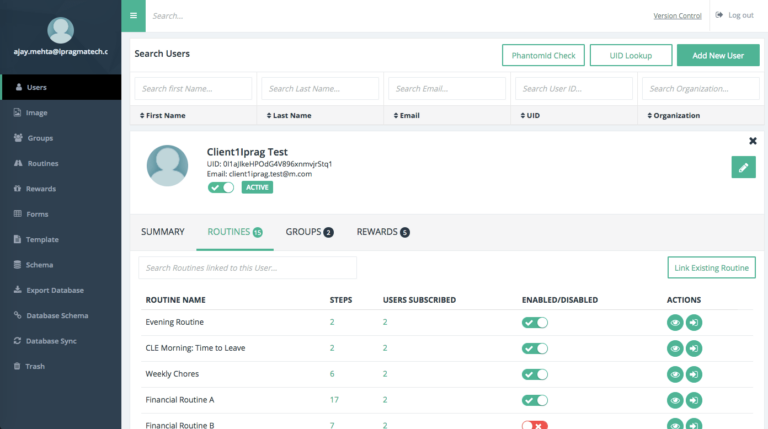 ajay.mehta@ipragmatech.c
Users
Image
Groups
Routines
Rewards
Forms
Template
Schema
Export Database
Database Schema
Database Sync
Trash
Search...
Version Control
Log out
Search Users
PhantomId Check
UID Lookup
Add New User
Search first Name...
Search Last Name...
Search Email...
Search User ID...
Search Organization...
First Name
Last Name
Email
UID
Organization
Client1Iprag Test
Email: client1iprag.test@m.com
ACTIVE
SUMMARY
ROUTINES 15
GROUPS 2
REWARDS 5
Search Routines linked to this User...
Link Existing Routine
ROUTINE NAME STEPS USERS SUBSCRIBED ENABLED/DISABLED ACTIONS
Evening Routine 2 2
CLE Morning: Time to Leave 2 2
Weekly Chores 6 2
Financial Routine A 17 2
Financial Routine B 7 2